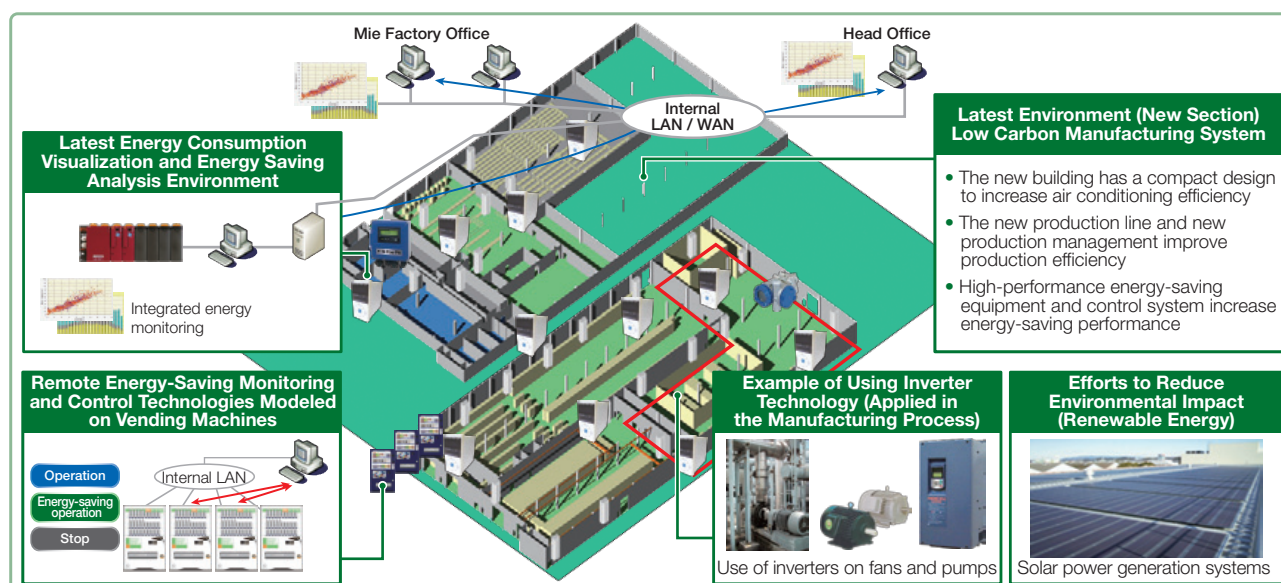 Mie Factory Office
Head Office
Internal
LAN / WAN
Latest Energy Consumption
Visualization and Energy Saving
Analysis Environment
Integrated energy
monitoring
Latest Environment (New Section)
Low Carbon Manufacturing System
• The new building has a compact design
to increase air conditioning efficiency
• The new production line and new
production management improve
production efficiency
• High-performance energy-saving
equipment and control system increase
energy-saving performance
Remote Energy-Saving Monitoring
and Control Technologies Modeled
on Vending Machines
Operation
Energy-saving
operation
Stop
Internal LAN
Example of Using Inverter
Technology (Applied in
the Manufacturing Process)
Use of inverters on fans and pumps
Efforts to Reduce
Environmental Impact
(Renewable Energy)
Solar power generation systems